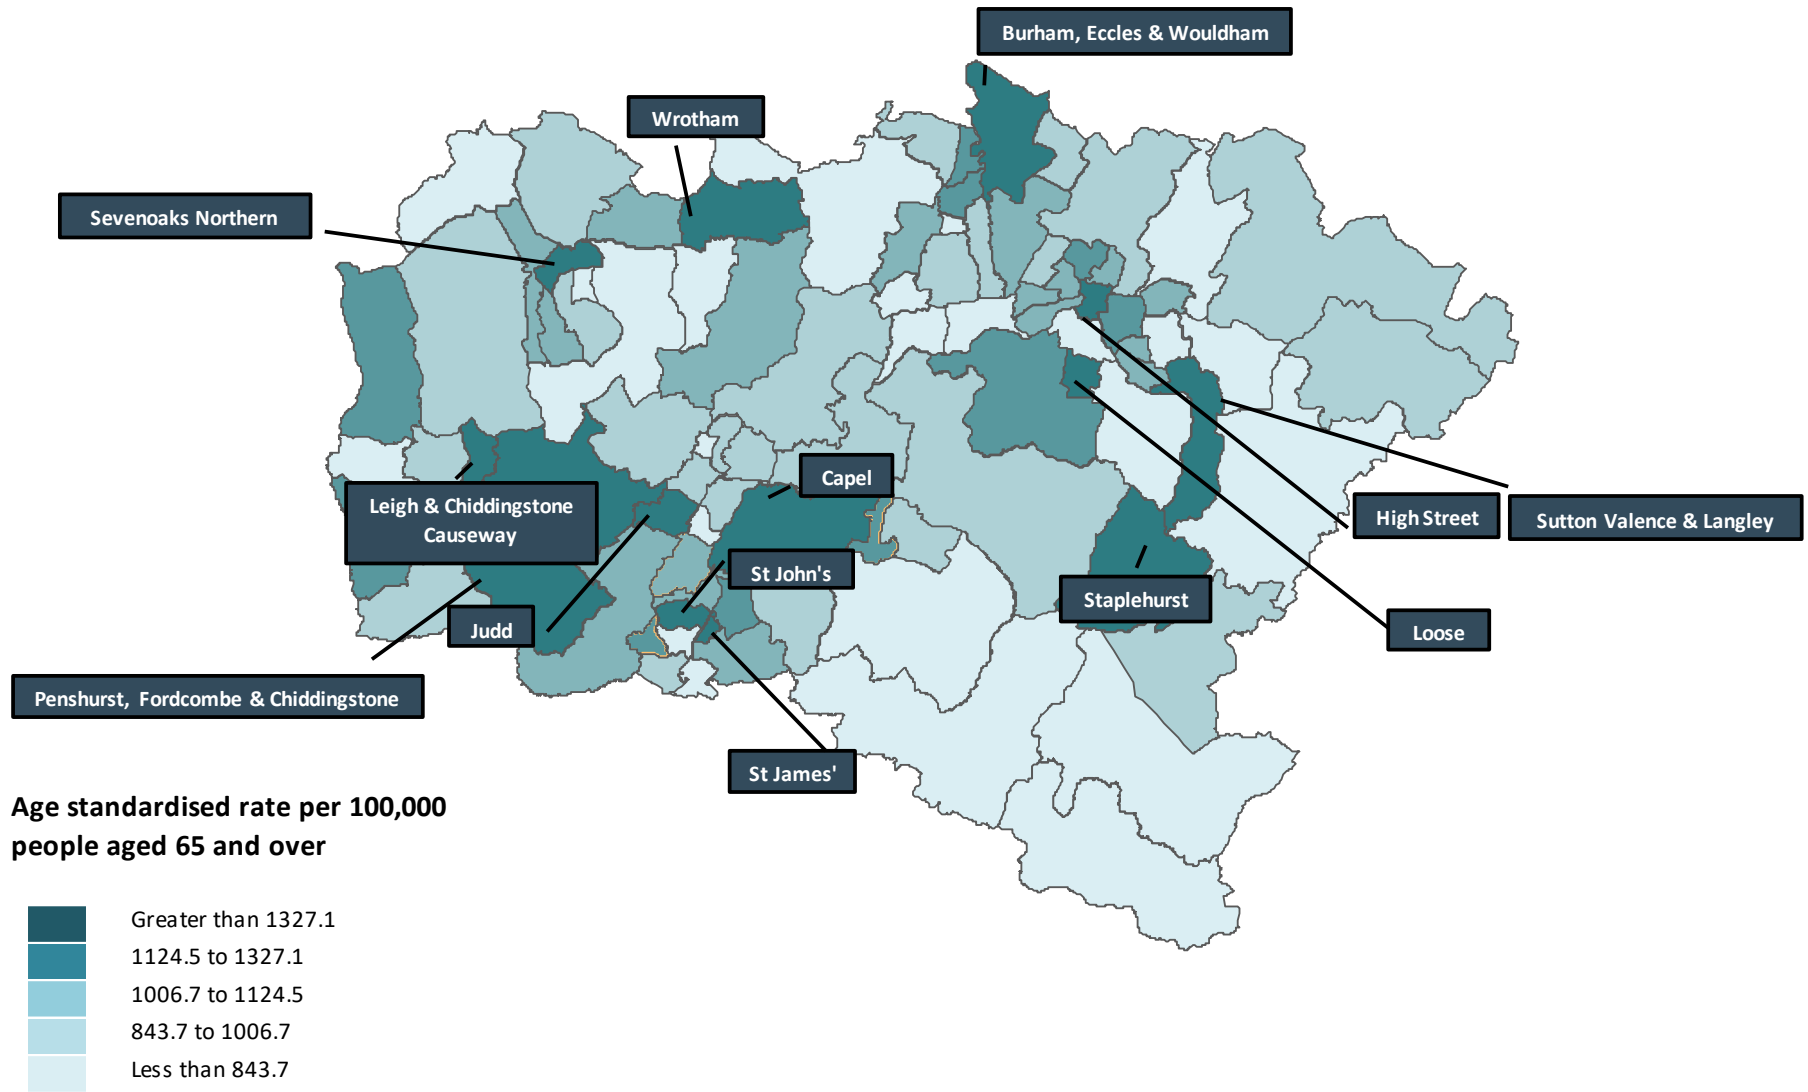 Burham, Eccles & Wouldham
Wrotham
Sevenoaks Northern
Capel
Leigh & Chiddingstone
Causeway
High Street
Sutton Valence & Langley
St John's
Staplehurst
Judd
Loose
Penshurst, Fordcombe & Chiddingstone
St James'
Age standardised rate per 100,000
people aged 65 and over
Greater than 1327.1
1124.5 to 1327.1
1006.7 to 1124.5
843.7 to 1006.7
Less than 843.7